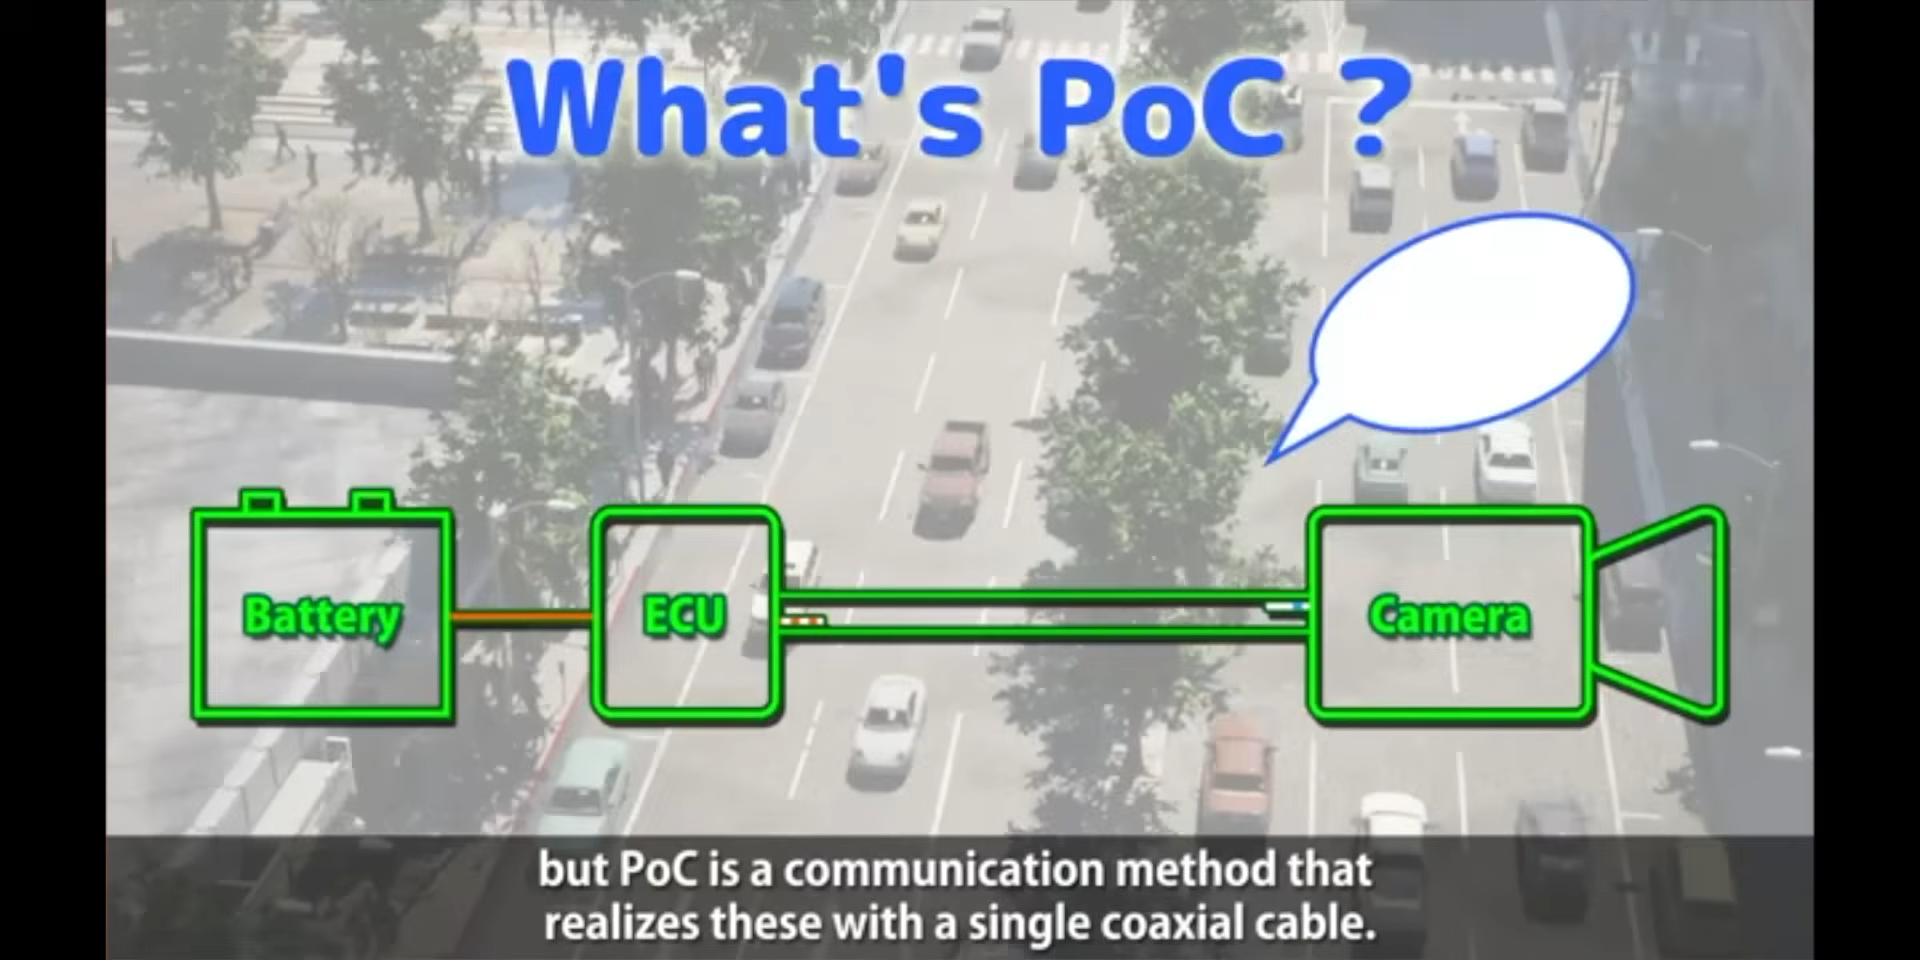 What's PoC ?
Battery
ECU
Camera
but PoC is a communication method that
realizes these with a single coaxial cable.